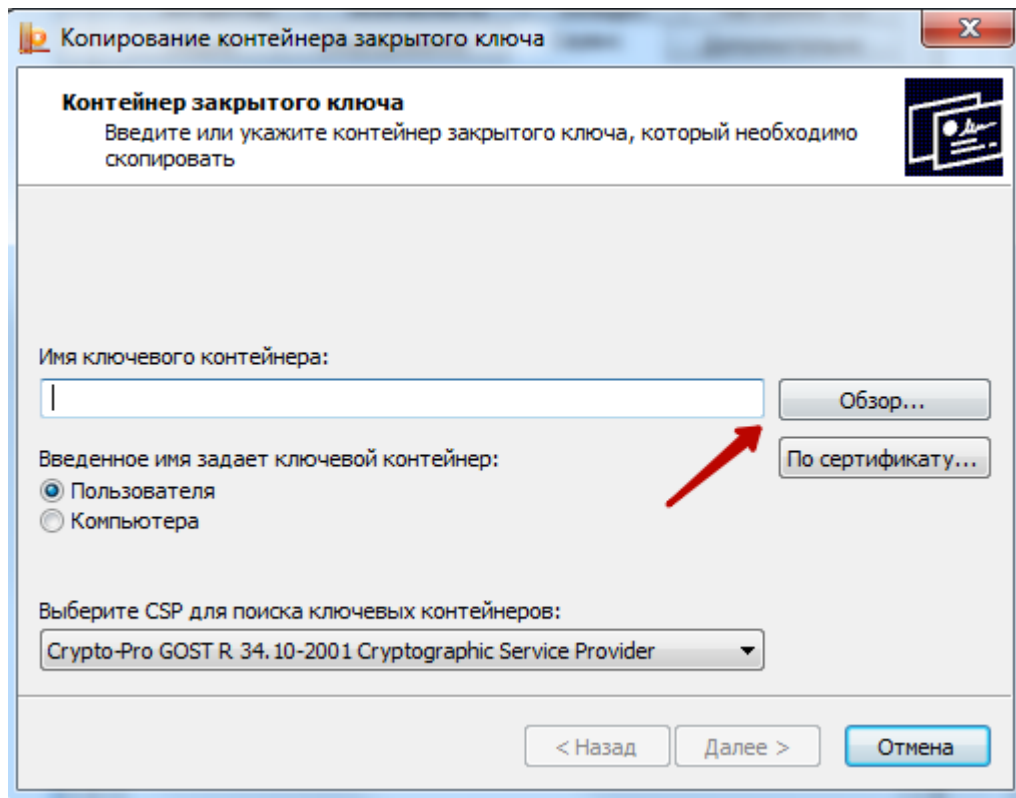 Копирование контейнера закрытого ключа
Контейнер закрытого ключа
Введите или укажите контейнер закрытого ключа, который необходимо
скопировать
Имя ключевого контейнера:
Обзор...
Введенное имя задает ключевой контейнер:
По сертификату...
Пользователя
Компьютера
Выберите CSP для поиска ключевых контейнеров:
Crypto-Pro GOST R 34.10-2001 Cryptographic Service Provider
< Назад
Далее >
Отмена